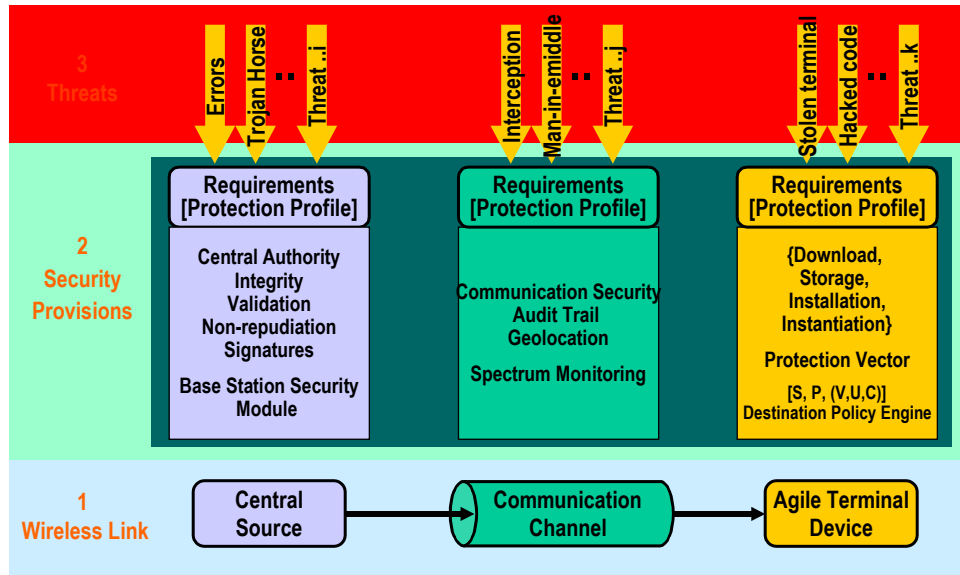 3
Threats
Errors
Trojan Horse
..
Threat ..i
Interception
Man-in-emiddle
..
Threat ..j
Stolen terminal
Hacked code
..
Threat ..k
2
Security
Provisions
Requirements
[Protection Profile]
Central Authority
Integrity
Validation
Non-repudiation
Signatures
Base Station Security
Module
Requirements
[Protection Profile]
Communication Security
Audit Trail
Geolocation
Spectrum Monitoring
Requirements
[Protection Profile]
{Download,
Storage,
Installation,
Instantiation}
Protection Vector
[S, P, (V,U,C)]
Destination Policy Engine
1
Wireless Link
Central
Source
Communication
Channel
Agile Terminal
Device